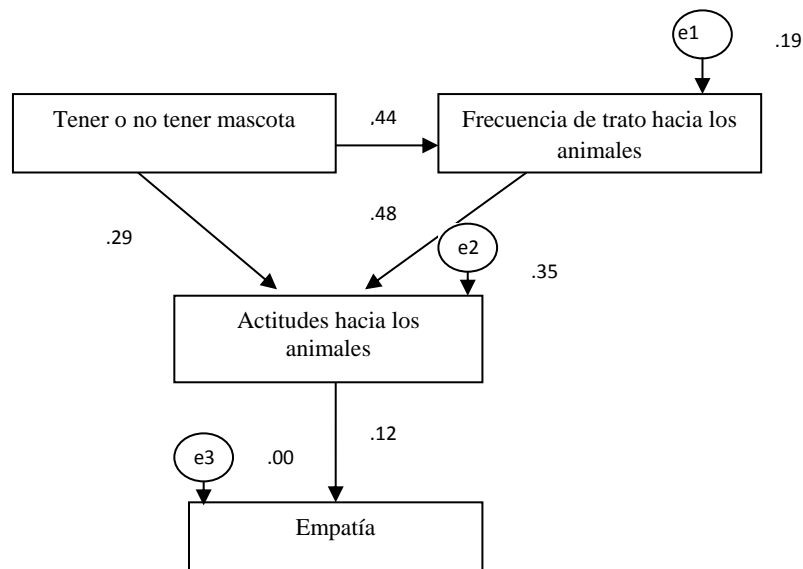 e1
.19
Tener o no tener mascota
,44
Frecuencia de trato hacia los
animales
.29
.48
e2
.35
Actitudes hacia los
animales
.12
e3
.00
Empatía